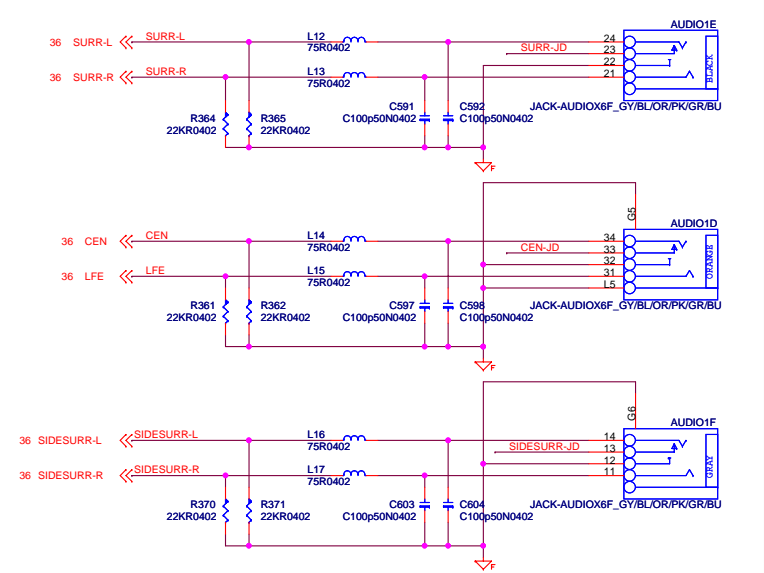 AUDIO1E
36 SURR-L SURR-L L12 24
75R0402 SURR-JD 23
22
36 SURR-R SURR-R L13 21
75R0402
BLACK
C591 C592 JACK-AUDIOX6F_GY/BL/OR/PK/GR/BU
R364 R365 C100p50N0402 C100p50N0402
22KR0402 22KR0402
F
G5
AUDIO1D
36 CEN CEN L14 34
75R0402 CEN-JD 33
32
36 LFE LFE L15 31
75R0402 L5
ORANGE
C597 C598 JACK-AUDIOX6F_GY/BL/OR/PK/GR/BU
R361 R362 C100p50N0402 C100p50N0402
22KR0402 22KR0402
F
G6
AUDIO1F
36 SIDESURR-L SIDESURR-L L16 14
75R0402 SIDESURR-JD 13
12
36 SIDESURR-R SIDESURR-R L17 11
75R0402
GRAY
C603 C604 JACK-AUDIOX6F_GY/BL/OR/PK/GR/BU
R370 R371 C100p50N0402 C100p50N0402
22KR0402 22KR0402
F